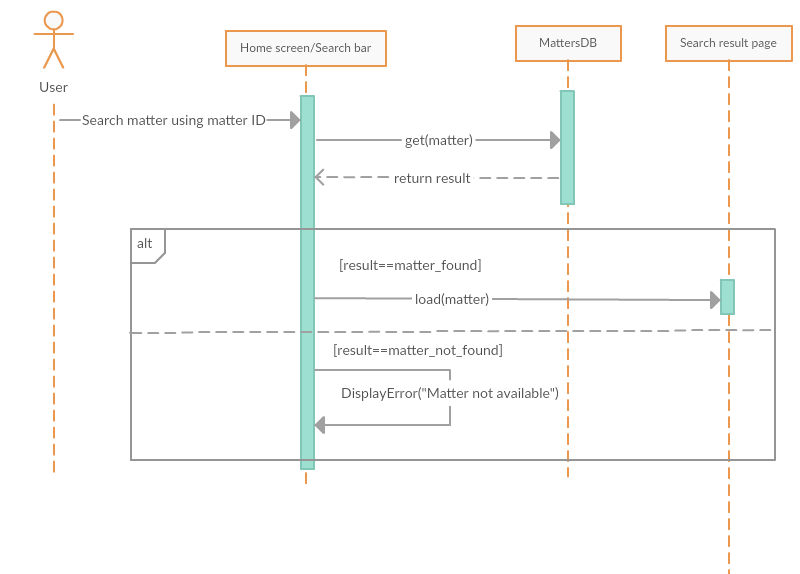 User
Home screen/Search bar
MattersDB
Search result page
Search matter using matter ID
get(matter)
return result
alt
[result==matter_found]
load(matter)
[result==matter_not_found]
DisplayError("Matter not available")